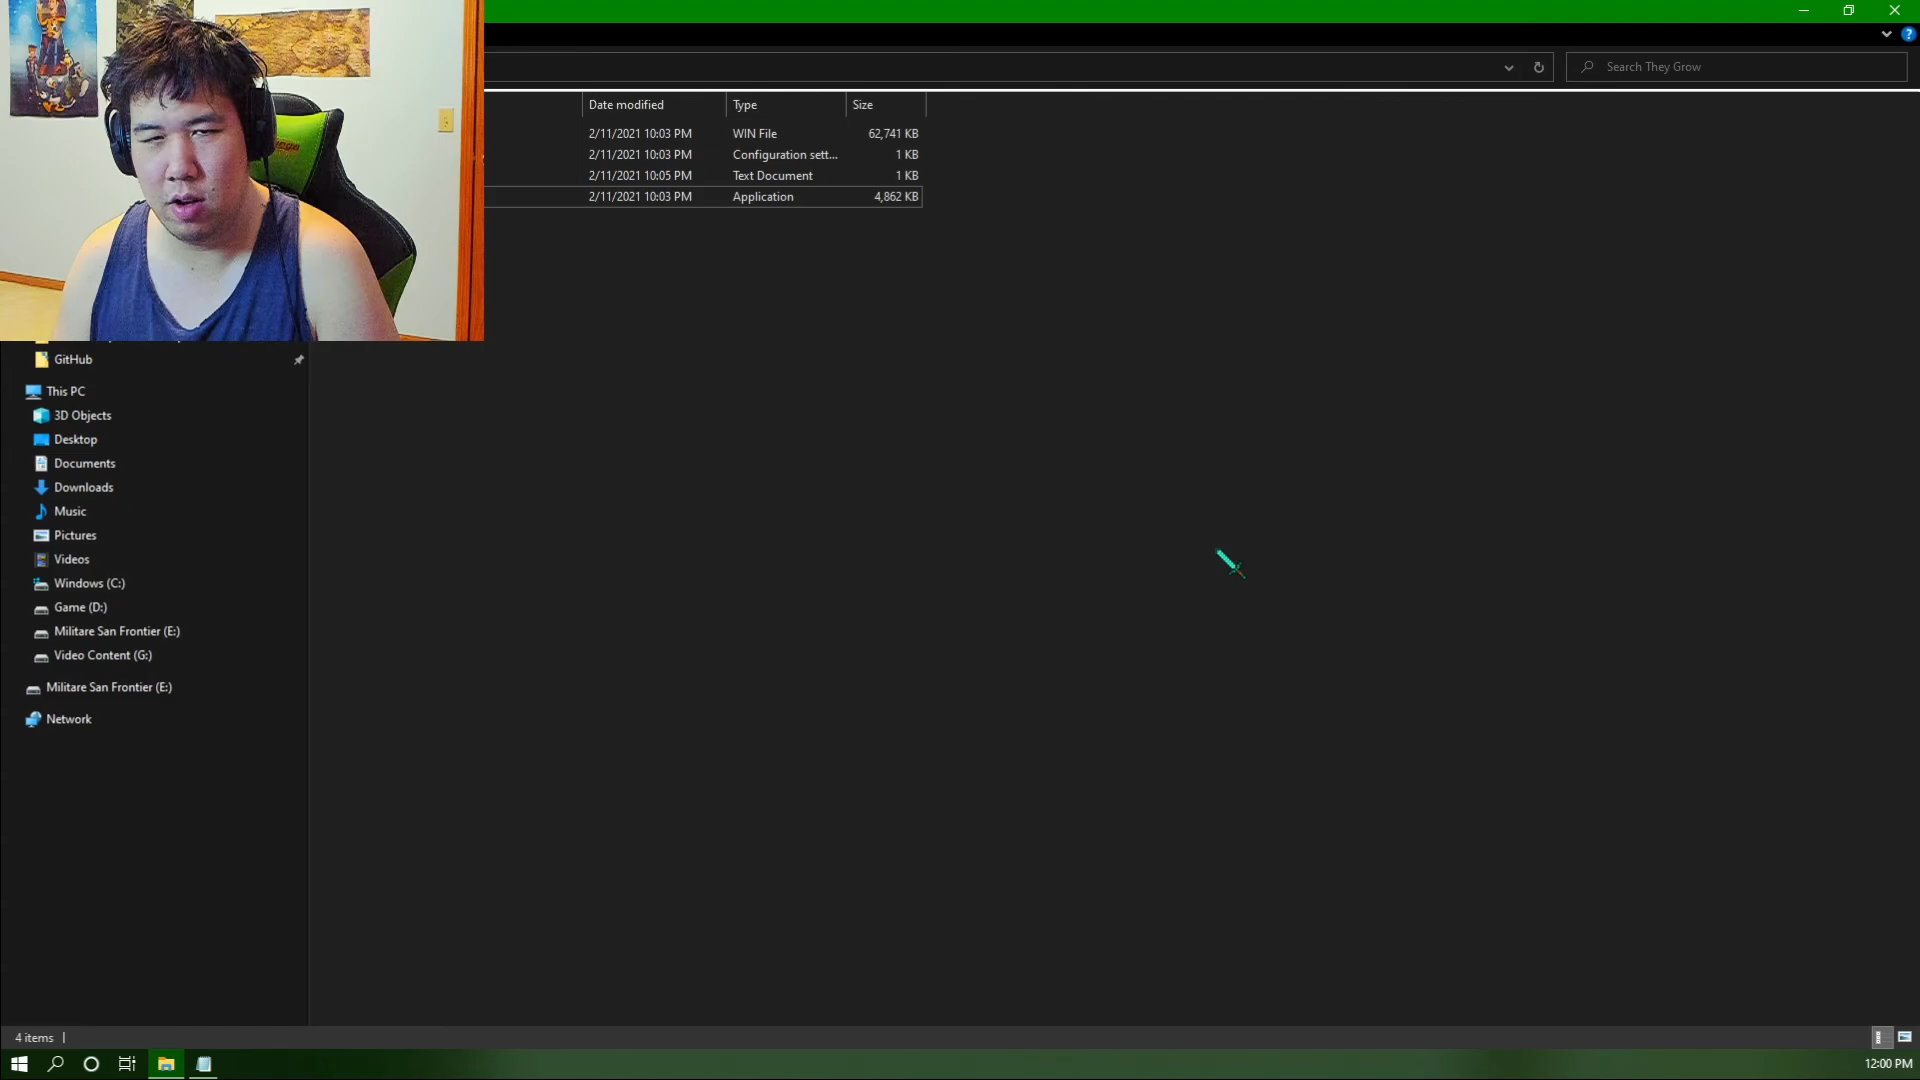 Search They Grow
Date modified Type Size
2/11/2021 10:03 PM WIN File 62,741 KB
2/11/2021 10:03 PM Configuration sett... 1 KB
2/11/2021 10:05 PM Text Document 1 KB
2/11/2021 10:03 PM Application 4,862 KB
GitHub
This PC
3D Objects
Desktop
Documents
Downloads
Music
Pictures
Videos
Windows (C:)
Game (D:)
Militare San Frontier (E:)
Video Content (G:)
Militare San Frontier (E:)
Network
4 items
12:00 PM